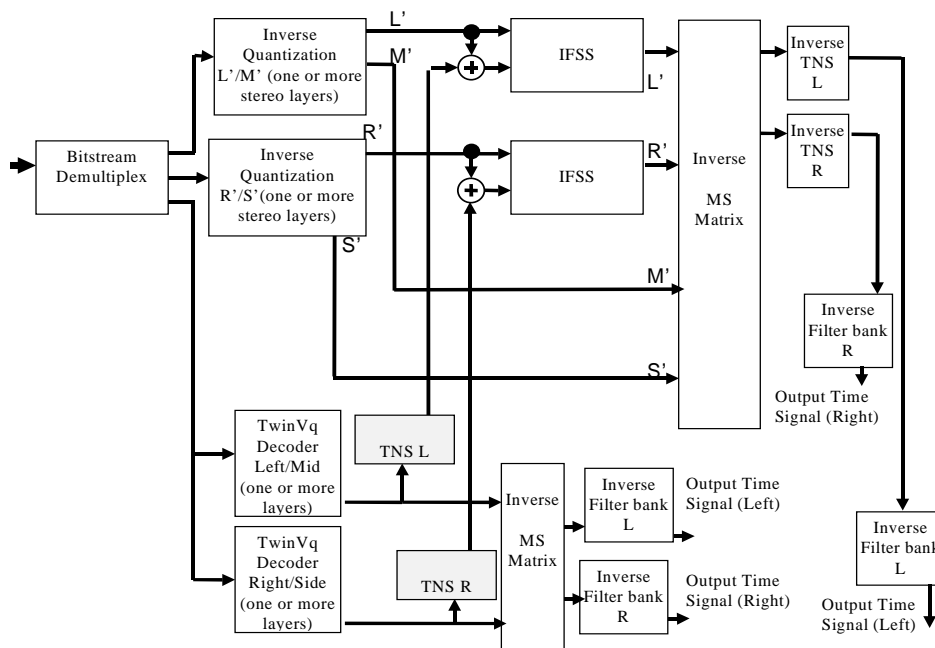 L'
Inverse
Quantization
L'/M' (one or more
stereo layers)
M'
+
IFSS
L'
Inverse
TNS
L
Bitstream
Demultiplex
R'
Inverse
Quantization
R'/S'(one or more
stereo layers)
S'
+
IFSS
R'
Inverse
MS
Matrix
Inverse
TNS
R
M'
S'
Inverse
Filter bank
R
Output Time
Signal (Right)
TwinVq
Decoder
Left/Mid
(one or more
layers)
TNS L
Inverse
MS
Matrix
Inverse
Filter bank
L
Output Time
Signal (Left)
Inverse
Filter bank
L
Output Time
Signal (Left)
TwinVq
Decoder
Right/Side
(one or more
layers)
TNS R
Inverse
Filter bank
R
Output Time
Signal (Right)